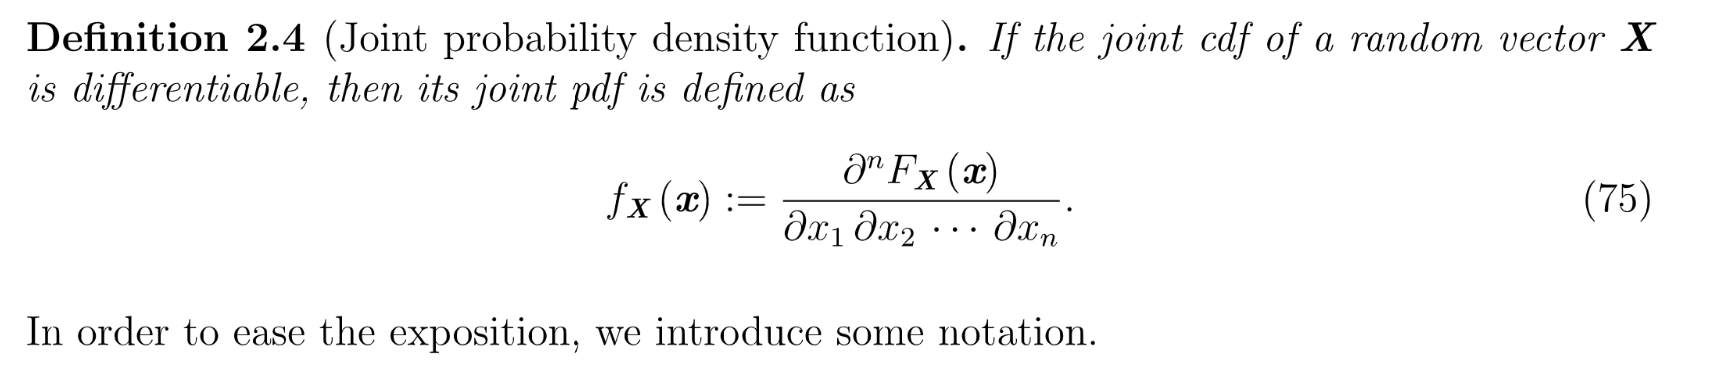 Definition 2.4 (Joint probability density function). If the joint cdf of a random vector X
is differentiable, then its joint pdf is defined as
f_X (x) := ∂^n F_X (x) / ∂x_1 ∂x_2 ⋯ ∂x_n . (75)
In order to ease the exposition, we introduce some notation.